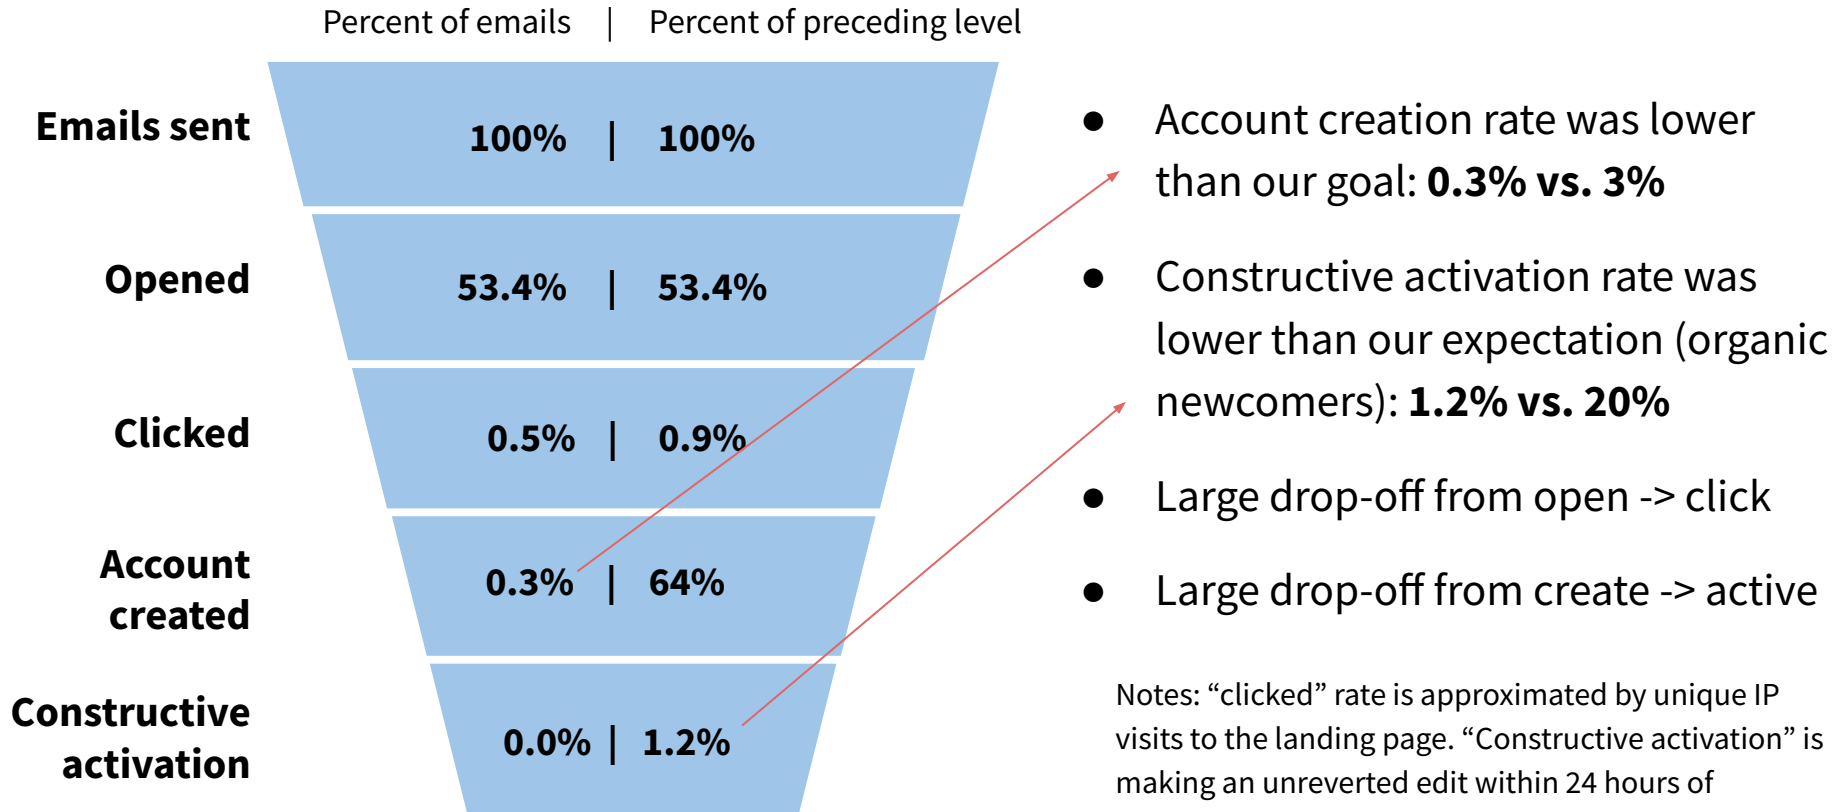 Percent of emails | Percent of preceding level
Emails sent
100% | 100%
Opened
53.4% | 53.4%
Clicked
0.5% | 0.9%
Account
created
0.3% | 64%
Constructive
activation
0.0% | 1.2%
● Account creation rate was lower
than our goal: 0.3% vs. 3%
● Constructive activation rate was
lower than our expectation (organic
newcomers): 1.2% vs. 20%
● Large drop-off from open -> click
● Large drop-off from create -> active
Notes: “clicked” rate is approximated by unique IP
visits to the landing page. “Constructive activation” is
making an unreverted edit within 24 hours of